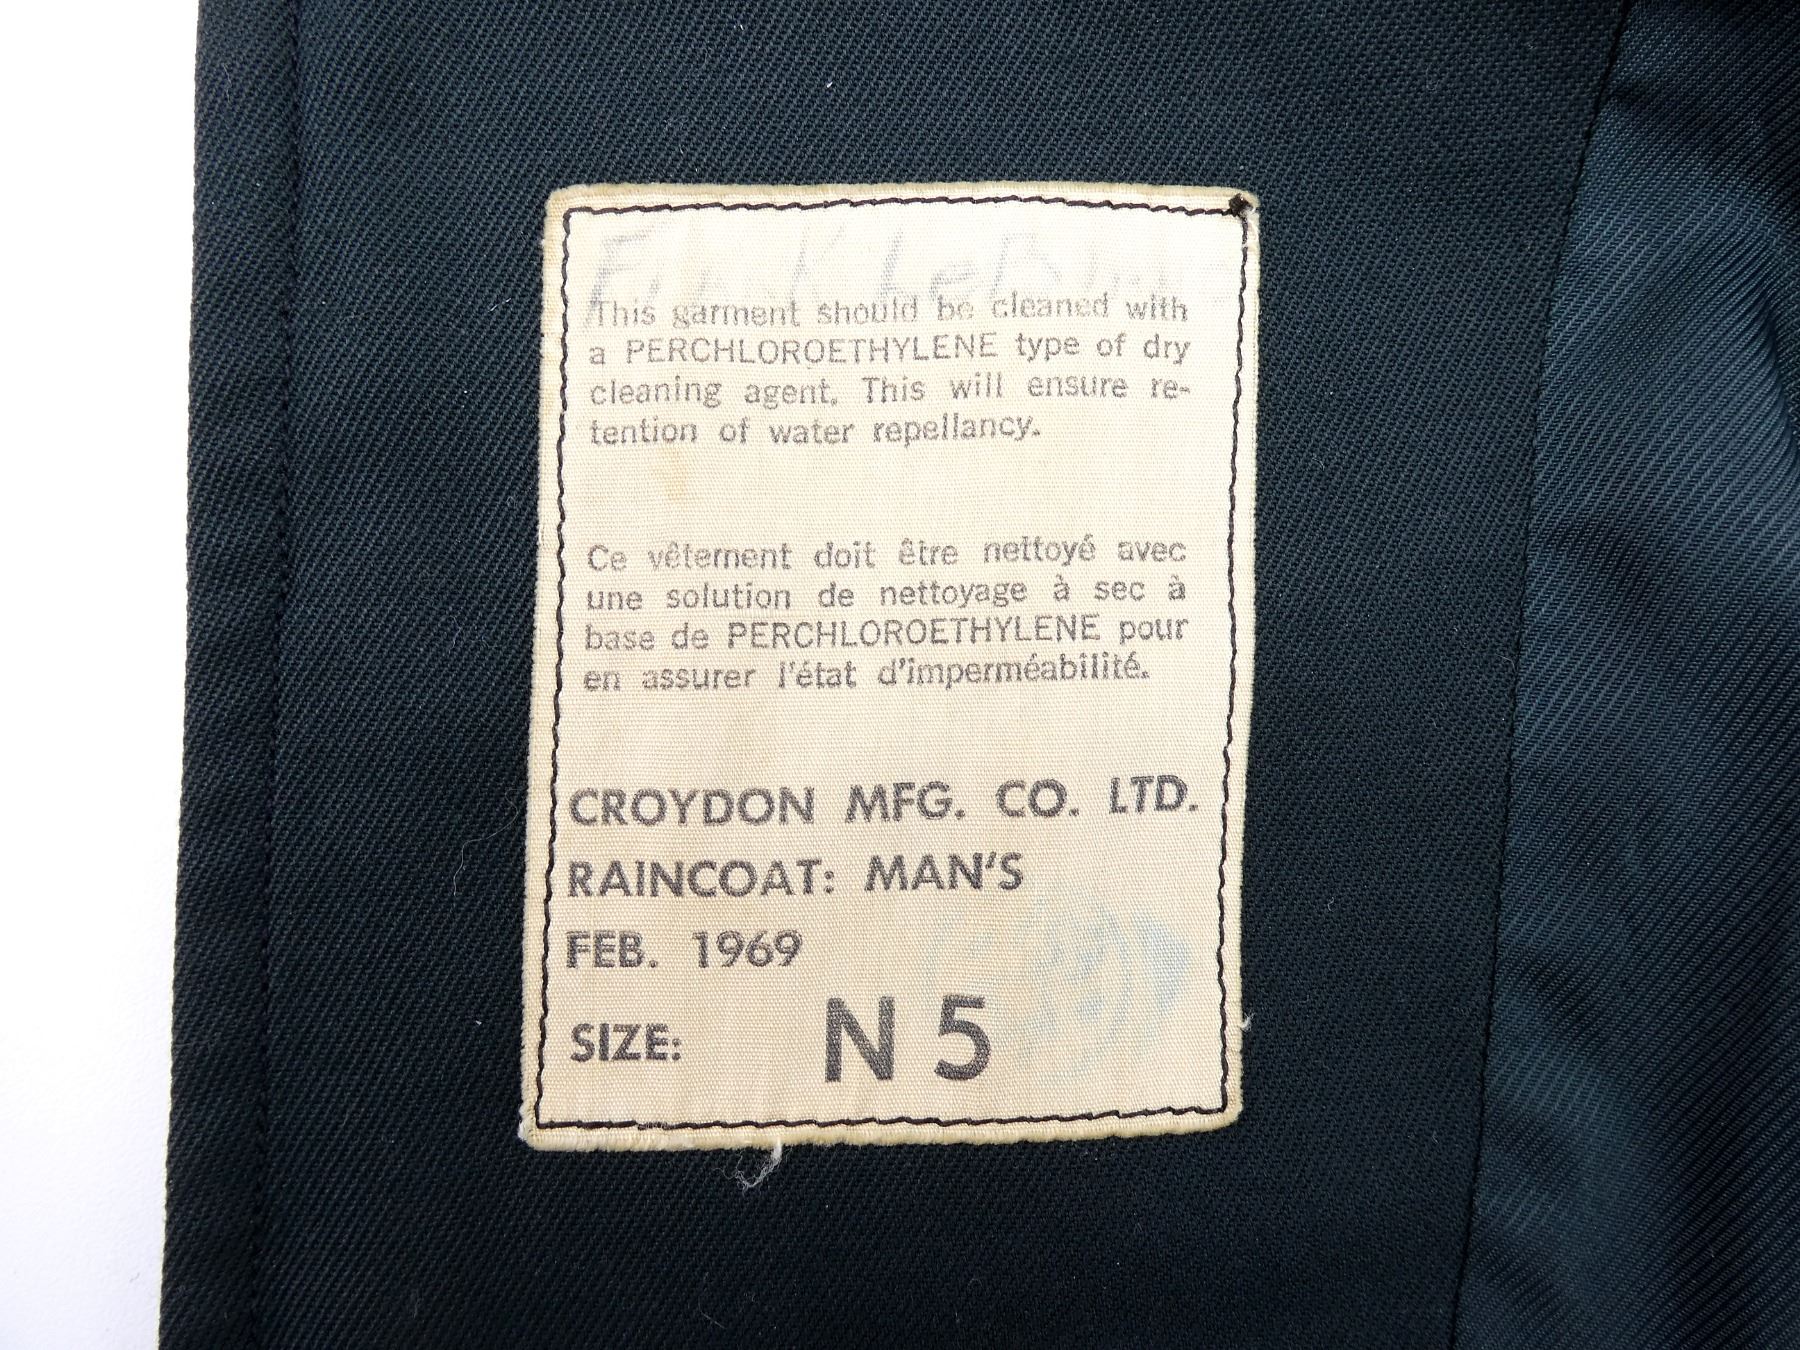 This garment should be cleaned with
a PERCHLOROETHYLENE type of dry
cleaning agent. This will ensure re-
tention of water repellancy.
Ce vêtement doit être nettoyé avec
une solution de nettoyage à sec à
base de PERCHLOROETHYLENE pour
en assurer l'état d'imperméabilité.
CROYDON MFG. CO. LTD.
RAINCOAT: MAN'S
FEB. 1969
SIZE: N 5